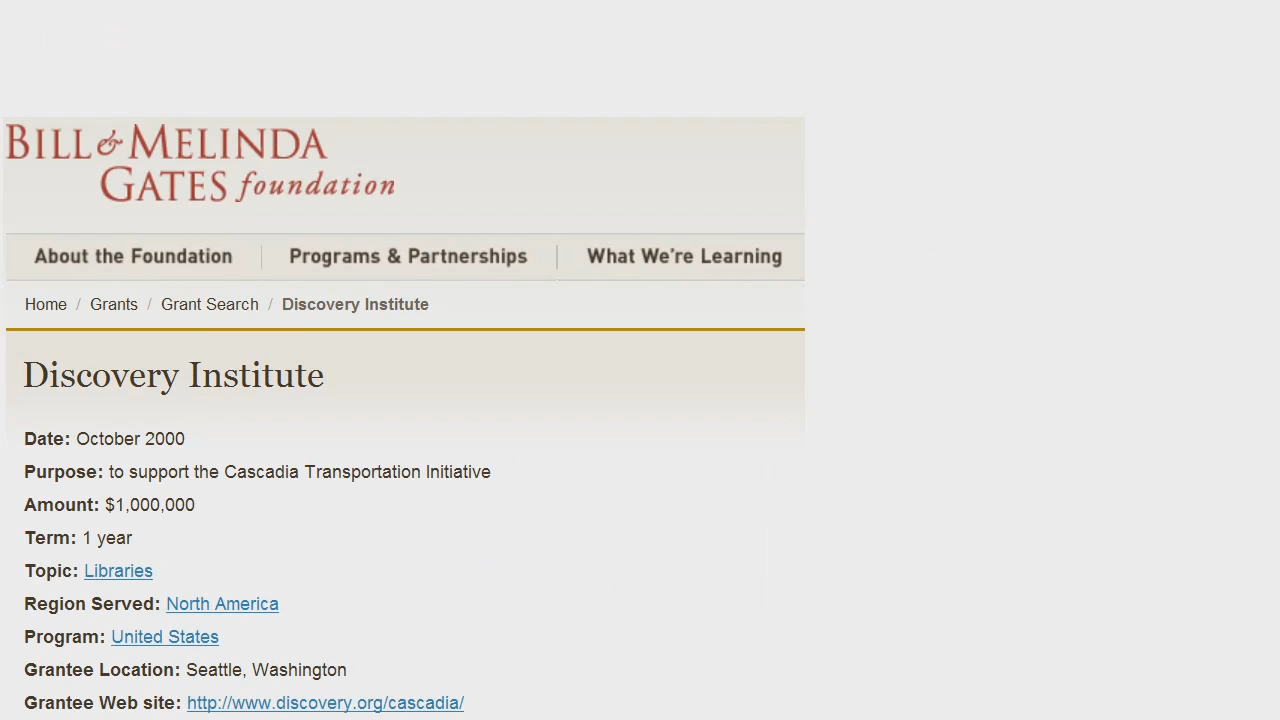 BILL & MELINDA
GATES foundation
About the Foundation | Programs & Partnerships | What We're Learning
Home / Grants / Grant Search / Discovery Institute
Discovery Institute
Date: October 2000
Purpose: to support the Cascadia Transportation Initiative
Amount: $1,000,000
Term: 1 year
Topic: Libraries
Region Served: North America
Program: United States
Grantee Location: Seattle, Washington
Grantee Web site: http://www.discovery.org/cascadia/